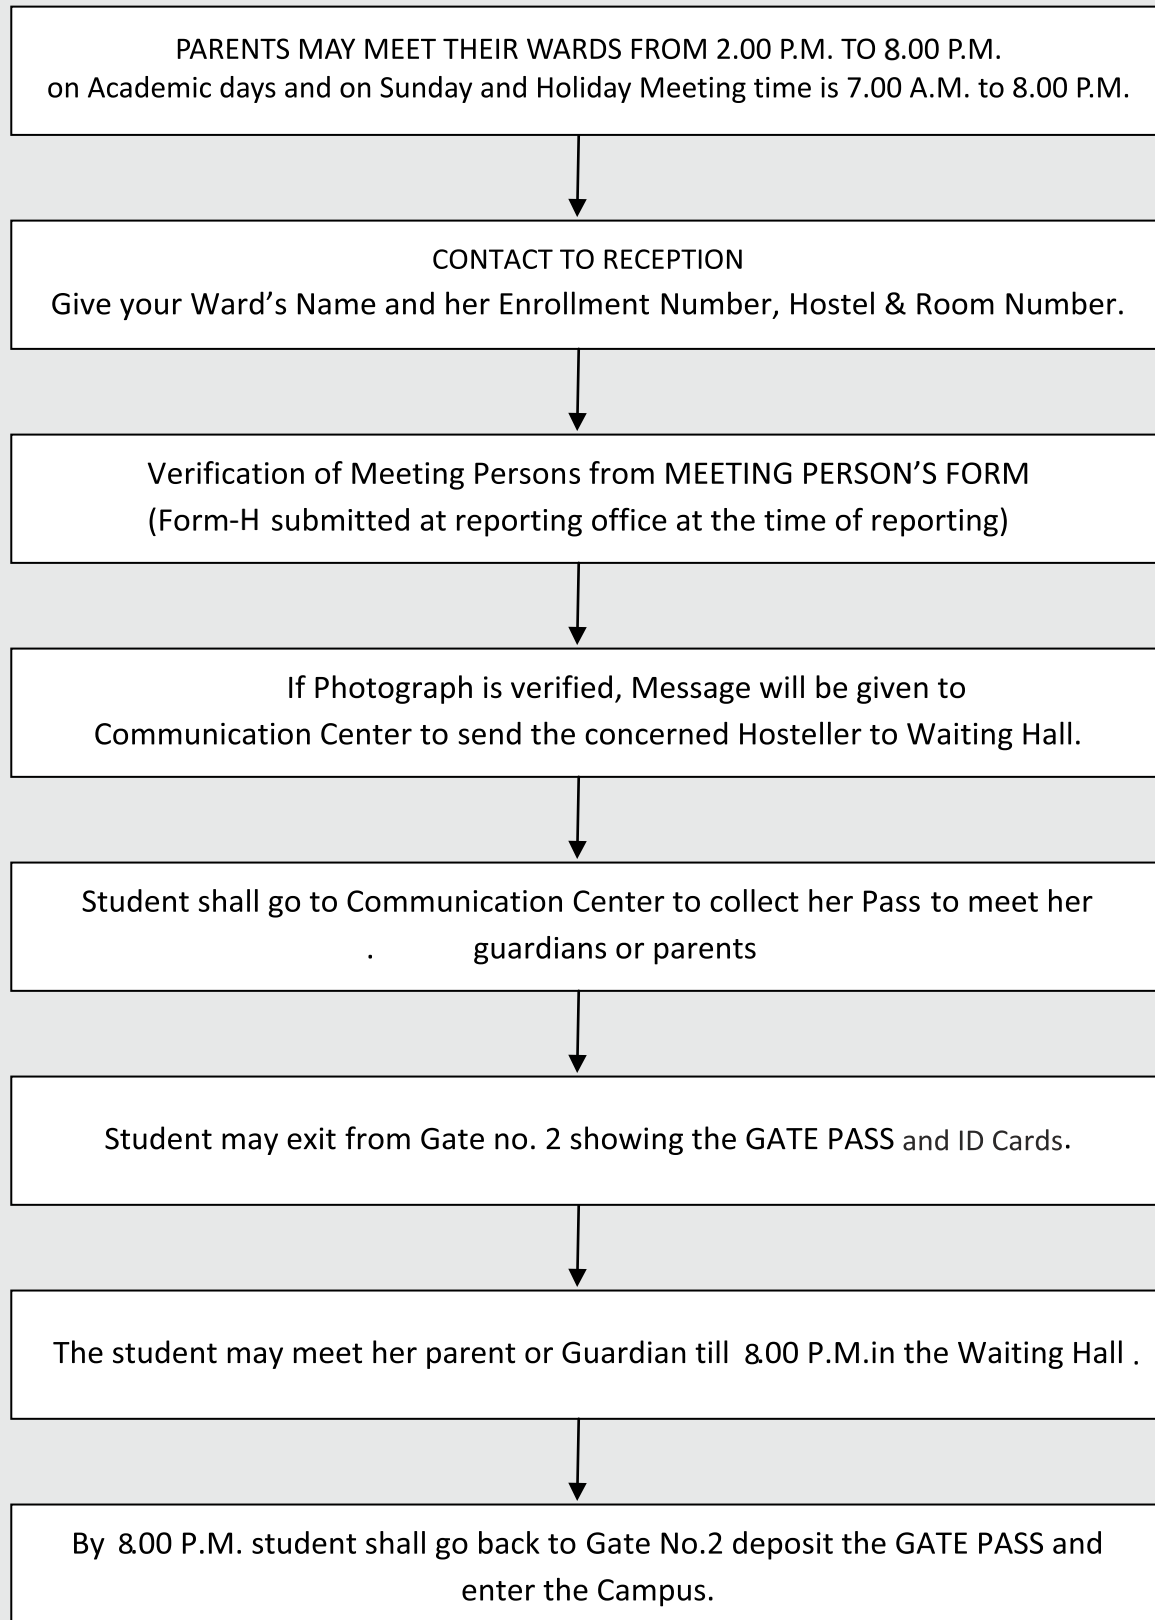 PARENTS MAY MEET THEIR WARDS FROM 2.00 P.M. TO 8.00 P.M.
on Academic days and on Sunday and Holiday Meeting time is 7.00 A.M. to 8.00 P.M.
CONTACT TO RECEPTION
Give your Ward’s Name and her Enrollment Number, Hostel & Room Number.
Verification of Meeting Persons from MEETING PERSON’S FORM
(Form-H submitted at reporting office at the time of reporting)
If Photograph is verified, Message will be given to
Communication Center to send the concerned Hosteller to Waiting Hall.
Student shall go to Communication Center to collect her Pass to meet her
. guardians or parents
Student may exit from Gate no. 2 showing the GATE PASS and ID Cards.
The student may meet her parent or Guardian till 8.00 P.M.in the Waiting Hall .
By 8.00 P.M. student shall go back to Gate No.2 deposit the GATE PASS and
enter the Campus.